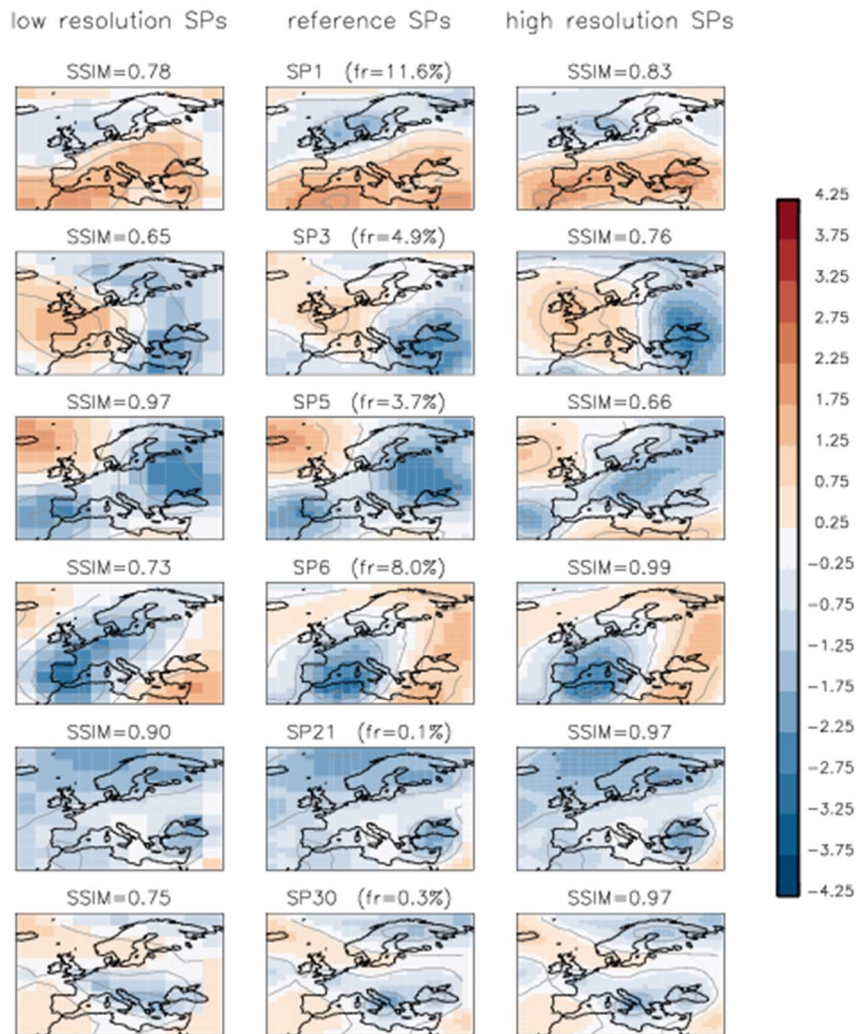 low resolution SPs reference SPs high resolution SPs
SSIM=0.78 SP1 (fr=11.6%) SSIM=0.83
SSIM=0.65 SP3 (fr=4.9%) SSIM=0.76
SSIM=0.97 SP5 (fr=3.7%) SSIM=0.66
SSIM=0.73 SP6 (fr=8.0%) SSIM=0.99
SSIM=0.90 SP21 (fr=0.1%) SSIM=0.97
SSIM=0.75 SP30 (fr=0.3%) SSIM=0.97
4.25
3.75
3.25
2.75
2.25
1.75
1.25
0.75
0.25
-0.25
-0.75
-1.25
-1.75
-2.25
-2.75
-3.25
-3.75
-4.25